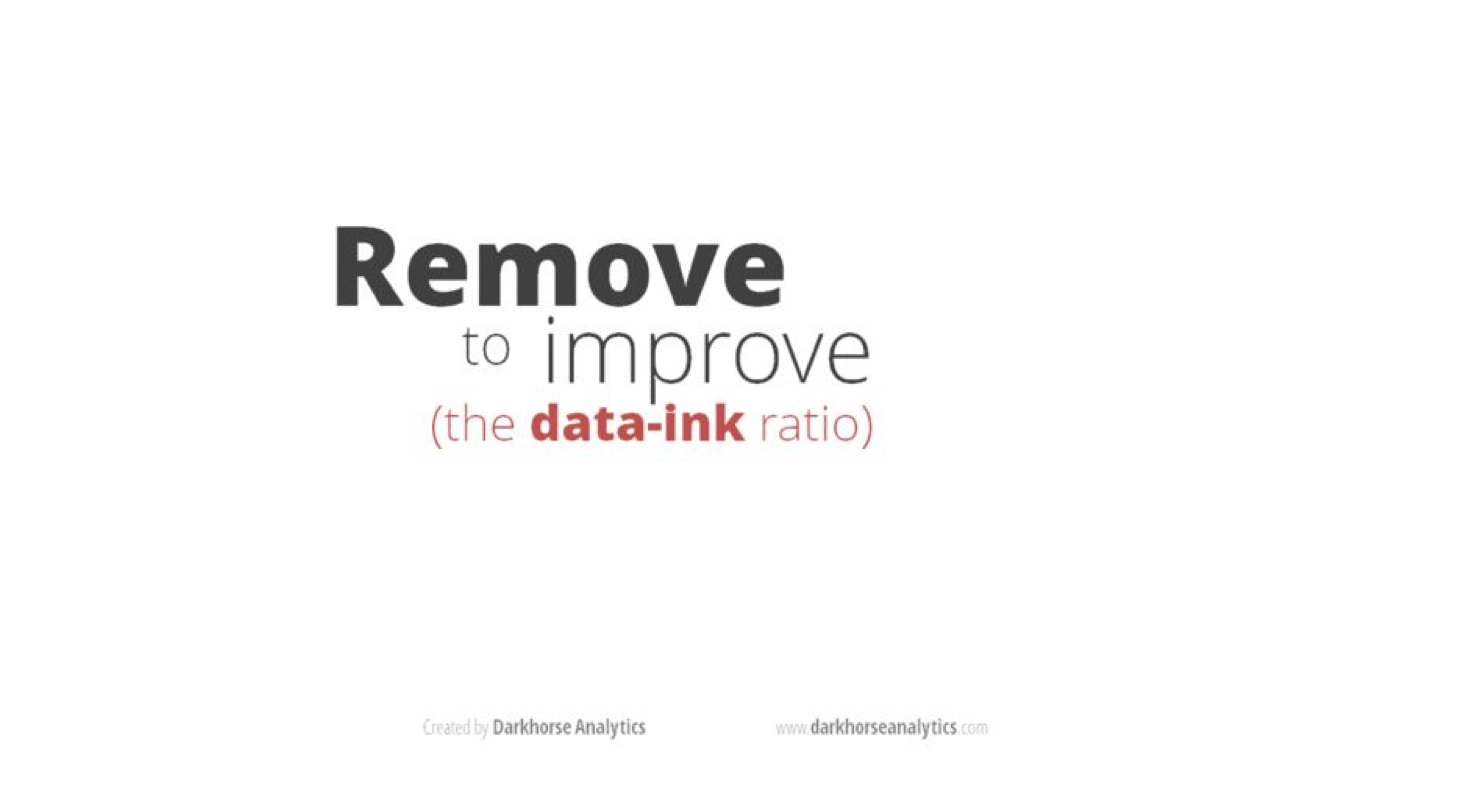 Remove
to improve
(the data-ink ratio)
Created by Darkhorse Analytics
www.darkhorseanalytics.com